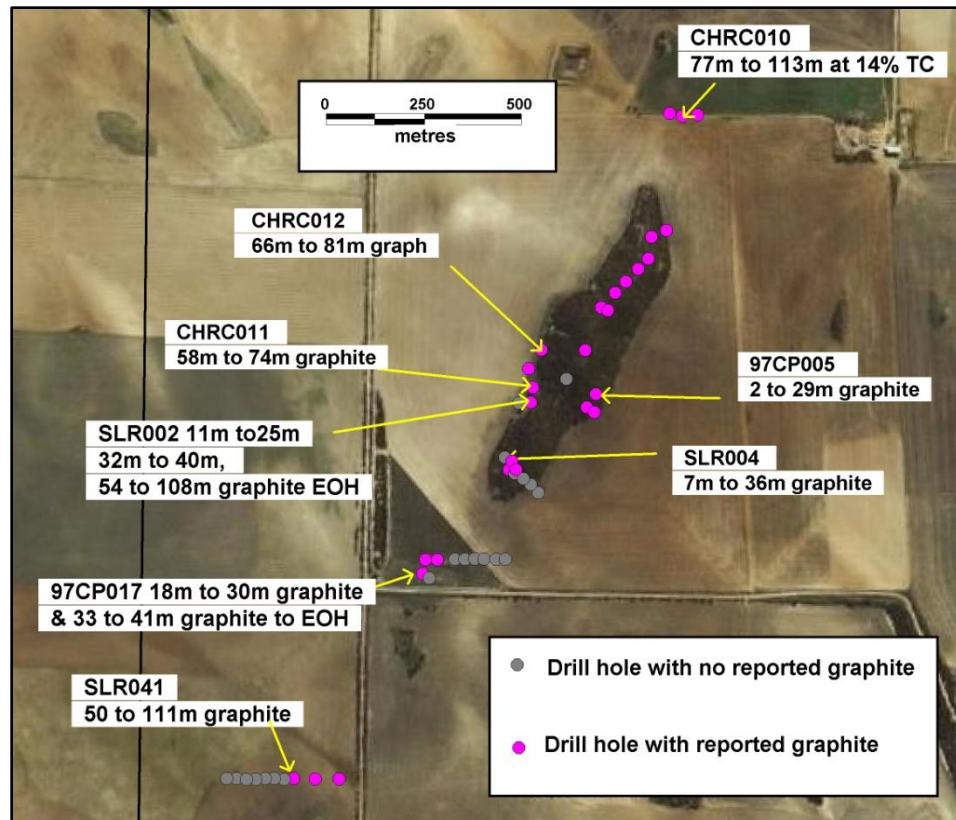 CHRC010
77m to 113m at 14% TC
0 250 500
metres
CHRC012
66m to 81m graph
CHRC011
58m to 74m graphite
97CP005
2 to 29m graphite
SLR002 11m to25m
32m to 40m,
54 to 108m graphite EOH
SLR004
7m to 36m graphite
97CP017 18m to 30m graphite
& 33 to 41m graphite to EOH
SLR041
50 to 111m graphite
Drill hole with no reported graphite
Drill hole with reported graphite